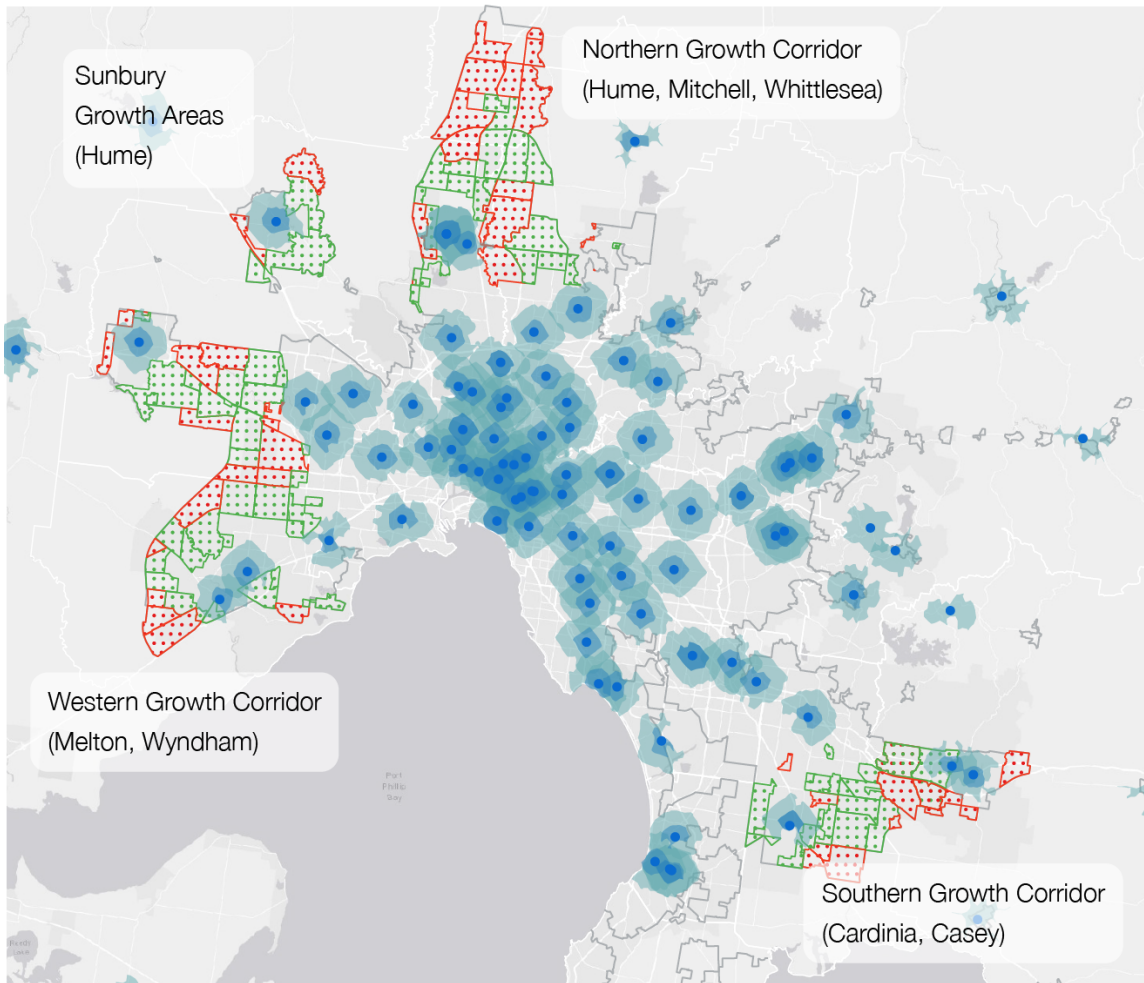 Sunbury
Growth Areas
(Hume)
Northern Growth Corridor
(Hume, Mitchell, Whittlesea)
Western Growth Corridor
(Melton, Wyndham)
Port
Phillip
Bay
Southern Growth Corridor
(Cardinia, Casey)